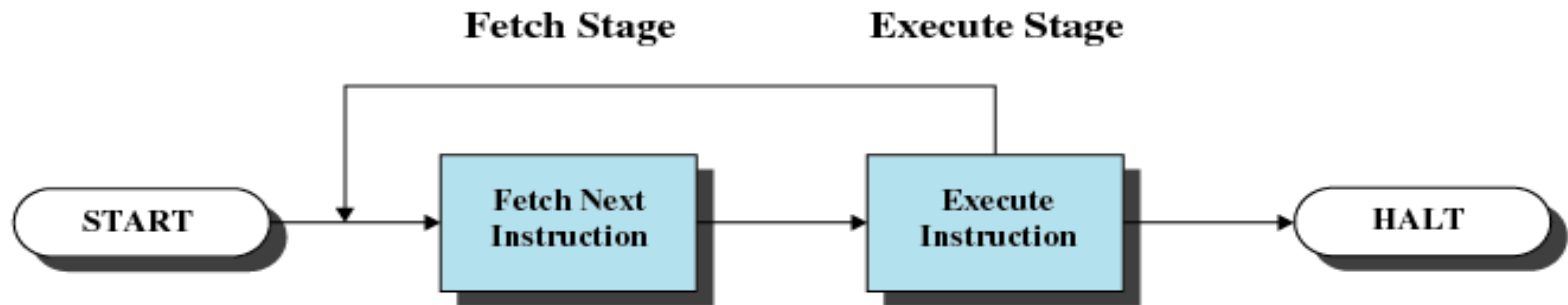 Fetch Stage
Execute Stage
START
Fetch Next
Instruction
Execute
Instruction
HALT